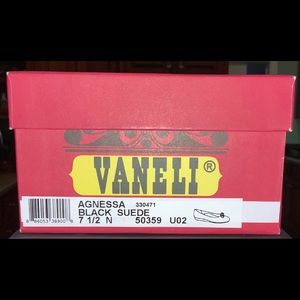 VANELI®
AGNESSA 330471
BLACK SUEDE
7 1/2 N 50359 U02